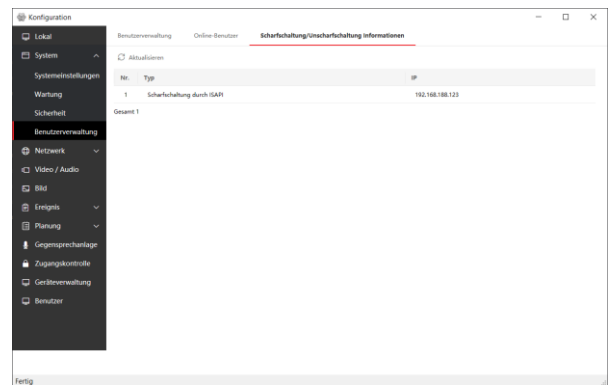 Konfiguration
Lokal
System
Systemeinstellungen
Wartung
Sicherheit
Benutzerverwaltung
Netzwerk
Video / Audio
Bild
Ereignis
Planung
Gegensprechanlage
Zugangskontrolle
Geräteverwaltung
Benutzer
Benutzerverwaltung Online-Benutzer Scharfschaltung/Unscharfschaltung Informationen
Aktualisieren
Nr. Typ IP
1 Scharfschaltung durch ISAPI 192.168.188.123
Gesamt 1
Fertig